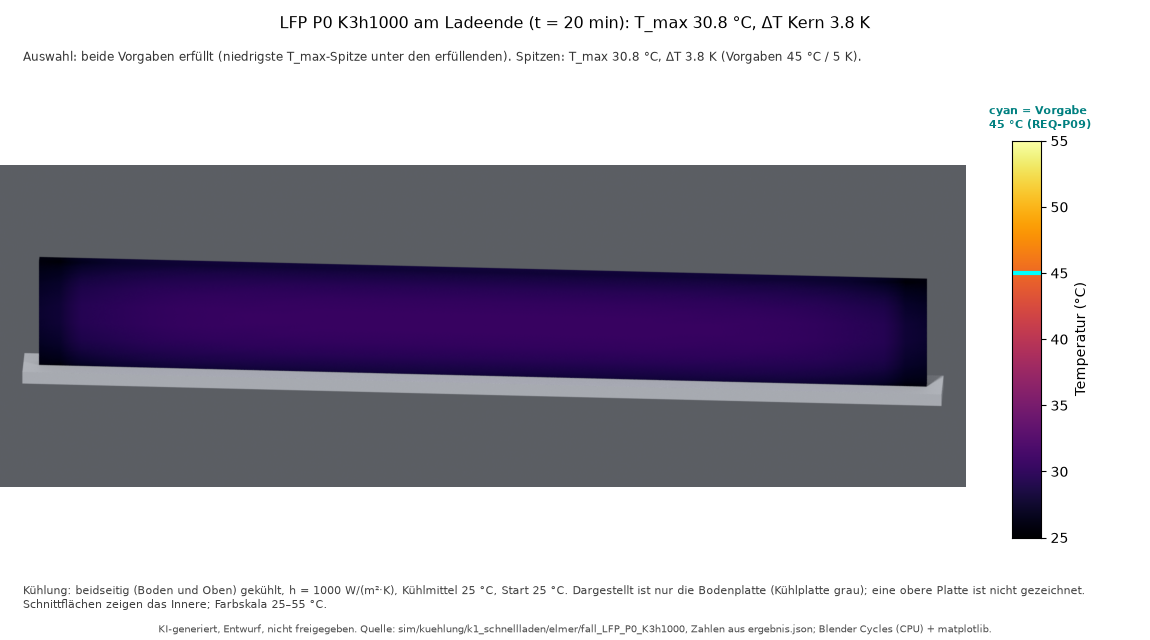 LFP P0 K3h1000 am Ladeende (t = 20 min): T_max 30.8 °C, ΔT Kern 3.8 K
Auswahl: beide Vorgaben erfüllt (niedrigste T_max-Spitze unter den erfüllenden). Spitzen: T_max 30.8 °C, ΔT 3.8 K (Vorgaben 45 °C / 5 K).
cyan = Vorgabe
45 °C (REQ-P09)
55
50
45
40
35
30
25
Temperatur (°C)
Kühlung: beidseitig (Boden und Oben) gekühlt, h = 1000 W/(m²·K), Kühlmittel 25 °C, Start 25 °C. Dargestellt ist nur die Bodenplatte (Kühlplatte grau); eine obere Platte ist nicht gezeichnet.
Schnittflächen zeigen das Innere; Farbskala 25–55 °C.
KI-generiert, Entwurf, nicht freigegeben. Quelle: sim/kuehlung/k1_schnellladen/elmer/fall_LFP_P0_K3h1000, Zahlen aus ergebnis.json; Blender Cycles (CPU) + matplotlib.